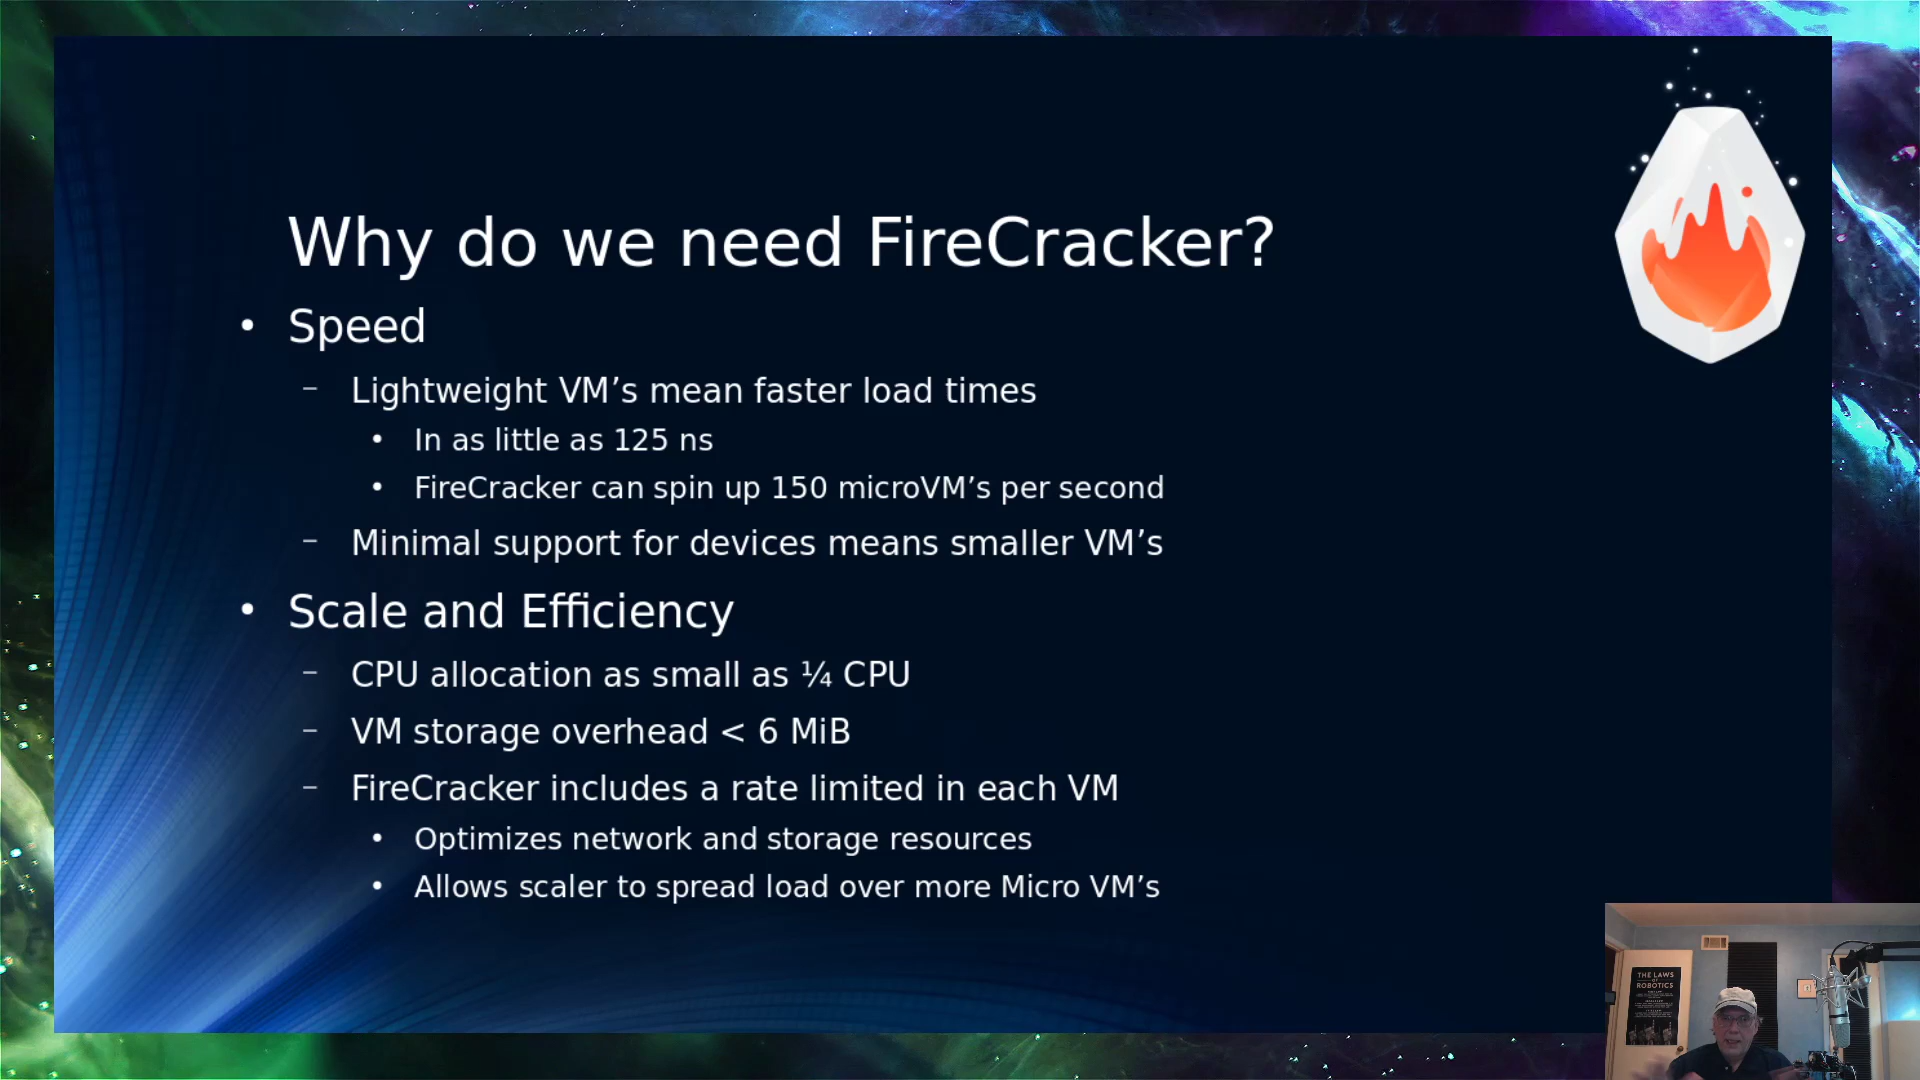 Why do we need FireCracker?
• Speed
– Lightweight VM’s mean faster load times
• In as little as 125 ns
• FireCracker can spin up 150 microVM’s per second
– Minimal support for devices means smaller VM’s
• Scale and Efficiency
– CPU allocation as small as ¼ CPU
– VM storage overhead < 6 MiB
– FireCracker includes a rate limited in each VM
• Optimizes network and storage resources
• Allows scaler to spread load over more Micro VM’s
THE LAWS
OF
ROBOTICS